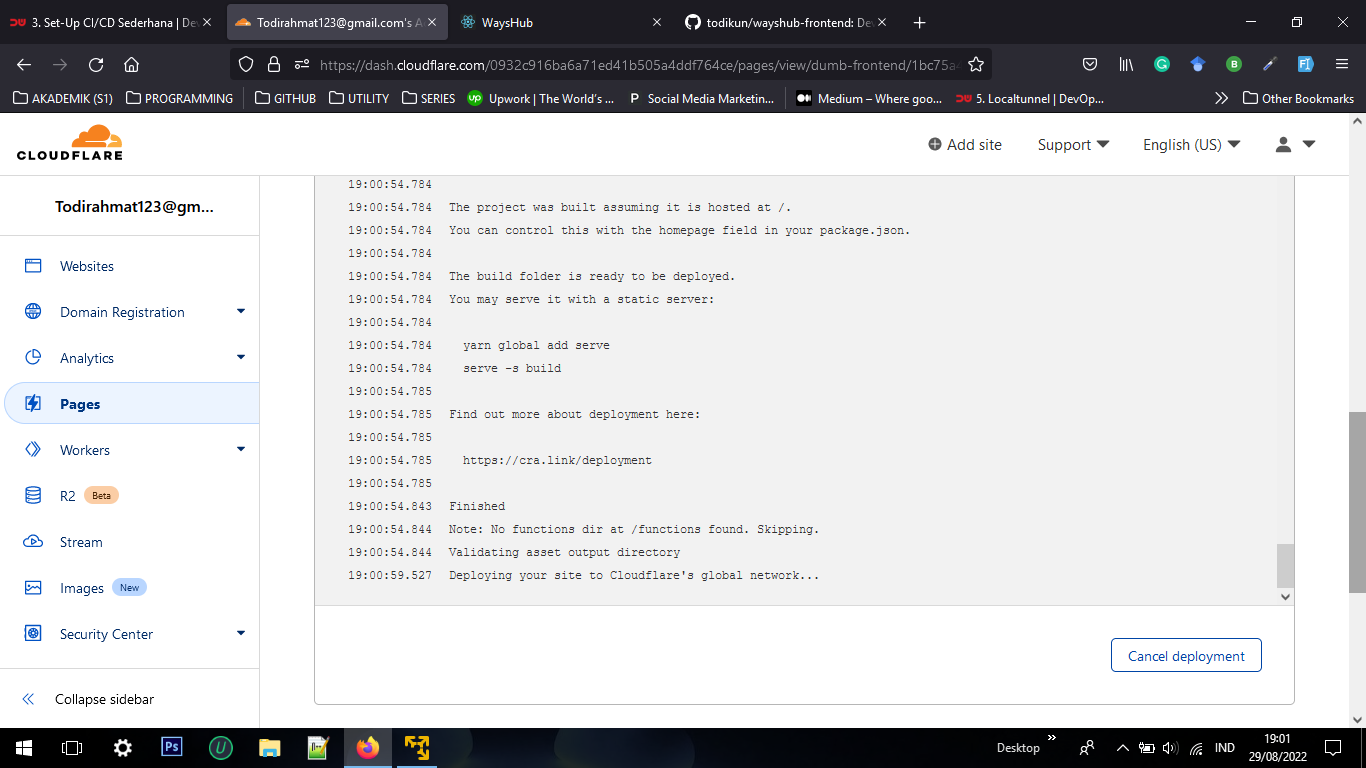 3. Set-Up CI/CD Sederhana | De
Todirahmat123@gmail.com's A
WaysHub
todikun/wayshub-frontend: De
https://dash.cloudflare.com/0932c916ba6a71ed41b505a4ddf764ce/pages/view/dumb-frontend/1bc75a4
AKADEMIK (S1)
PROGRAMMING
GITHUB
UTILITY
SERIES
Upwork | The World's ...
Social Media Marketin...
Medium – Where goo...
5. Localtunnel | DevOp...
Other Bookmarks
CLOUDFLARE
Add site
Support
English (US)
Todirahmat123@gm...
Websites
Domain Registration
Analytics
Pages
Workers
R2 Beta
Stream
Images New
Security Center
Collapse sidebar
19:00:54.784
19:00:54.784 The project was built assuming it is hosted at /.
19:00:54.784 You can control this with the homepage field in your package.json.
19:00:54.784
19:00:54.784 The build folder is ready to be deployed.
19:00:54.784 You may serve it with a static server:
19:00:54.784
19:00:54.784 yarn global add serve
19:00:54.784 serve -s build
19:00:54.785
19:00:54.785 Find out more about deployment here:
19:00:54.785
19:00:54.785 https://cra.link/deployment
19:00:54.785
19:00:54.843 Finished
19:00:54.844 Note: No functions dir at /functions found. Skipping.
19:00:54.844 Validating asset output directory
19:00:59.527 Deploying your site to Cloudflare's global network...
Cancel deployment
Ps
Desktop
IND
19:01
29/08/2022